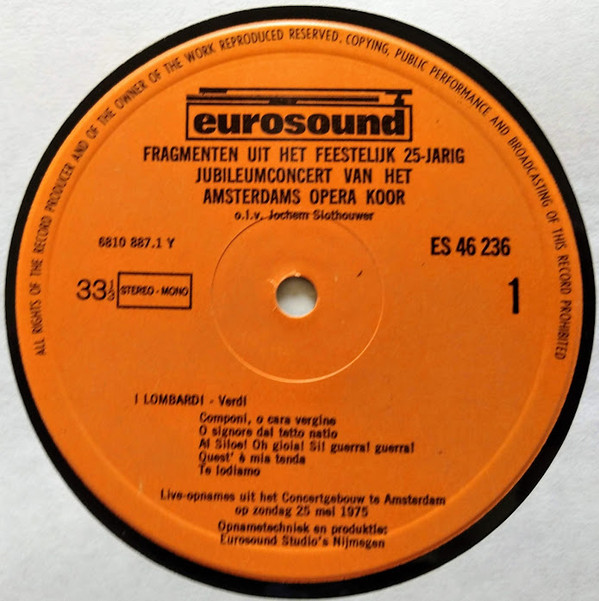 ALL RIGHTS OF THE RECORD PRODUCER AND OF THE OWNER OF THE WORK REPRODUCED RESERVED. COPYING, PUBLIC PERFORMANCE AND BROADCASTING OF THIS RECORD PROHIBITED
eurosound
FRAGMENTEN UIT HET FEESTELIJK 25-JARIG
JUBILEUMCONCERT VAN HET
AMSTERDAMS OPERA KOOR
o.l.v. Jochem Slothouwer
6810 887.1 Y
ES 46 236
33⅓ STEREO - MONO
1
I LOMBARDI - Verdi
Componi, o cara vergine
O signore dal tetto natio
Al Siloe! Oh gioia! Si! guerra! guerra!
Quest' è mia tenda
Te lodiamo
Live-opnames uit het Concertgebouw te Amsterdam
op zondag 25 mei 1975
Opnametechniek en produktie:
Eurosound Studio's Nijmegen